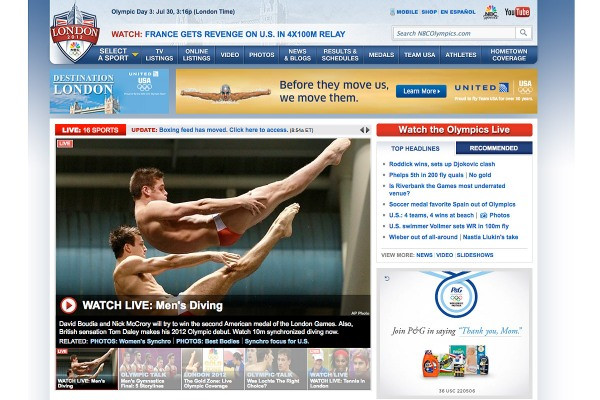 LONDON
2012
Olympic Day 3: Jul 30, 3:16p (London Time)
MOBILE SHOP EN ESPAÑOL
NBC
YouTube
WATCH: FRANCE GETS REVENGE ON U.S. IN 4X100M RELAY
Search NBCOlympics.com
SELECT
A SPORT
TV
LISTINGS
ONLINE
LISTINGS
VIDEO
PHOTOS
NEWS
& BLOGS
RESULTS &
SCHEDULES
MEDALS
TEAM USA
ATHLETES
HOMETOWN
COVERAGE
DESTINATION
LONDON
UNITED
USA
Before they move us,
we move them.
Learn More
UNITED
USA
Proud to fly Team USA for over 30 years.
LIVE: 16 SPORTS
UPDATE: Boxing feed has moved. Click here to access. (8:54a ET)
LIVE
WATCH LIVE: Men's Diving
AP Photo
David Boudia and Nick McCrory will try to win the second American medal of the London Games. Also,
British sensation Tom Daley makes his 2012 Olympic debut. Watch 10m synchronized diving now.
RELATED: PHOTOS: Women's Synchro | PHOTOS: Best Bodies | Synchro focus for U.S.
LIVE
WATCH LIVE: Men's
Diving
OLYMPIC TALK
Men's Gymnastics
Final: 5 Storylines
LONDON 2012
The Gold Zone: Live
Olympic Coverage
OLYMPIC TALK
Was Lochte The Right
Choice?
LIVE
WATCH LIVE
Tennis in
London
Watch the Olympics Live
TOP HEADLINES
RECOMMENDED
Roddick wins, sets up Djokovic clash
Phelps 5th in 200 fly quals | No gold
Is Riverbank the Games most underrated
venue?
Soccer medal favorite Spain out of Olympics
U.S.: 4 teams, 4 wins at beach | Photos
U.S. swimmer Vollmer sets WR in 100m fly
Wieber out of all-around | Nastia Liukin's take
VIEW MORE: NEWS VIDEO SLIDESHOWS
P&G
Join P&G in saying "Thank you, Mom."
36 USC 220506